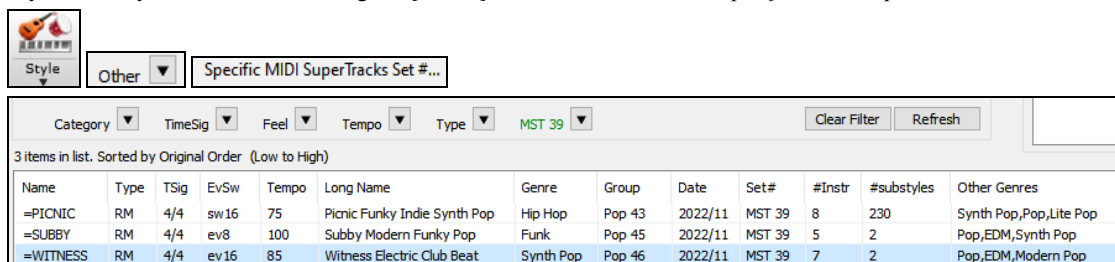 Style
Other
Specific MIDI SuperTracks Set #...
Category TimeSig Feel Tempo Type MST 39 Clear Filter Refresh
3 items in list. Sorted by Original Order (Low to High)
Name Type TSig EvSw Tempo Long Name Genre Group Date Set# #Instr #substyles Other Genres
=PICNIC RM 4/4 sw16 75 Picnic Funky Indie Synth Pop Hip Hop Pop 43 2022/11 MST 39 8 230 Synth Pop,Pop,Lite Pop
=SUBBY RM 4/4 ev8 100 Subby Modern Funky Pop Funk Pop 45 2022/11 MST 39 5 2 Pop,EDM,Synth Pop
=WITNESS RM 4/4 ev16 85 Witness Electric Club Beat Synth Pop Pop 46 2022/11 MST 39 7 2 Pop,EDM,Modern Pop